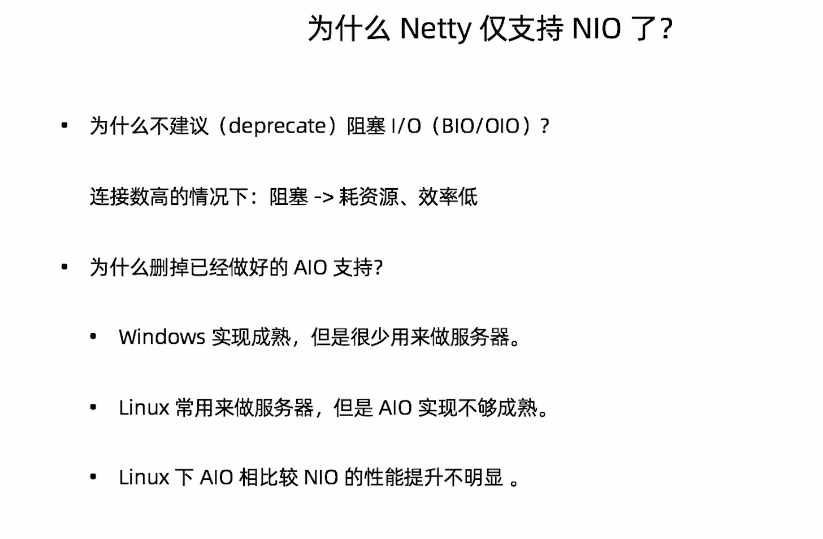 为什么 Netty 仅支持 NIO 了？
• 为什么不建议（deprecate）阻塞 I/O（BIO/OIO）？
连接数高的情况下：阻塞 -> 耗资源、效率低
• 为什么删掉已经做好的 AIO 支持？
• Windows 实现成熟，但是很少用来做服务器。
• Linux 常用来做服务器，但是 AIO 实现不够成熟。
• Linux 下 AIO 相比较 NIO 的性能提升不明显 。